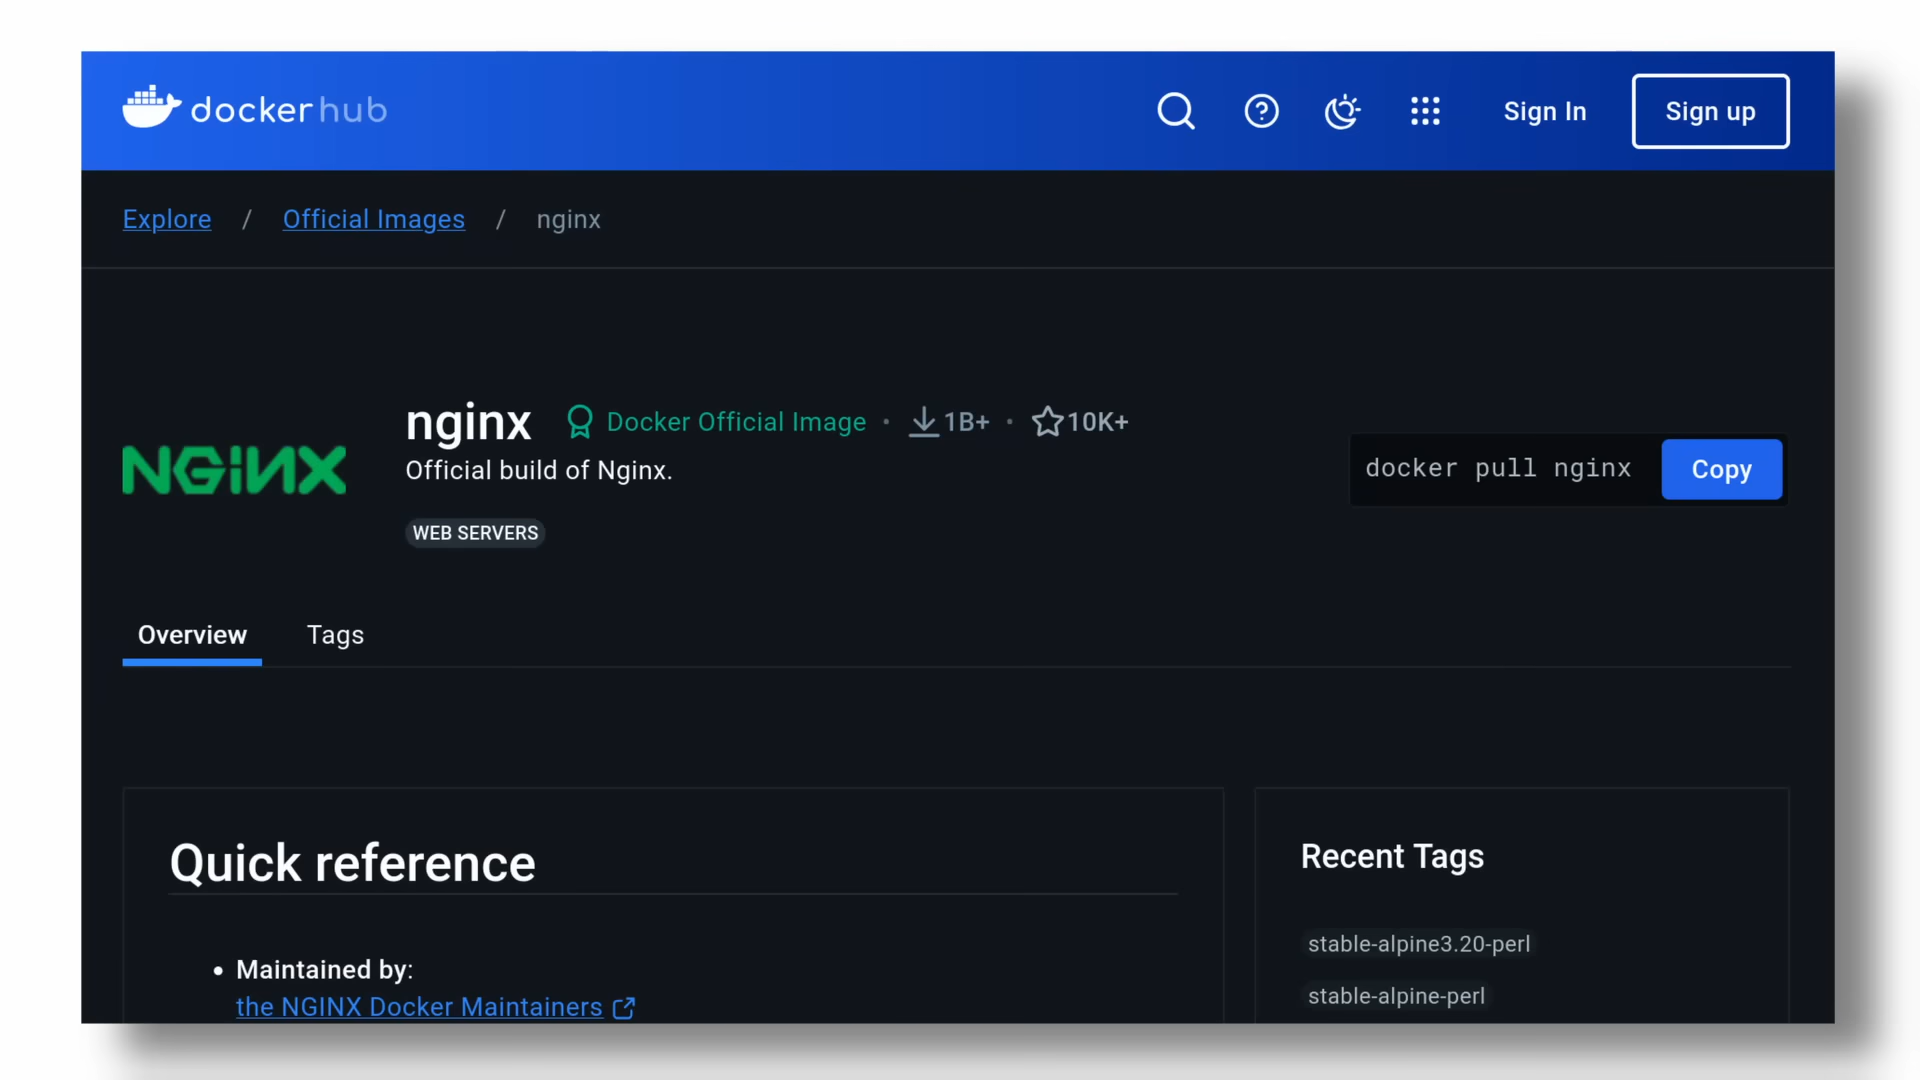 dockerhub
Sign In
Sign up
Explore / Official Images / nginx
NGINX
nginx Docker Official Image · 1B+ · 10K+
Official build of Nginx.
WEB SERVERS
docker pull nginx
Copy
Overview
Tags
Quick reference
• Maintained by:
the NGINX Docker Maintainers
Recent Tags
stable-alpine3.20-perl
stable-alpine-perl